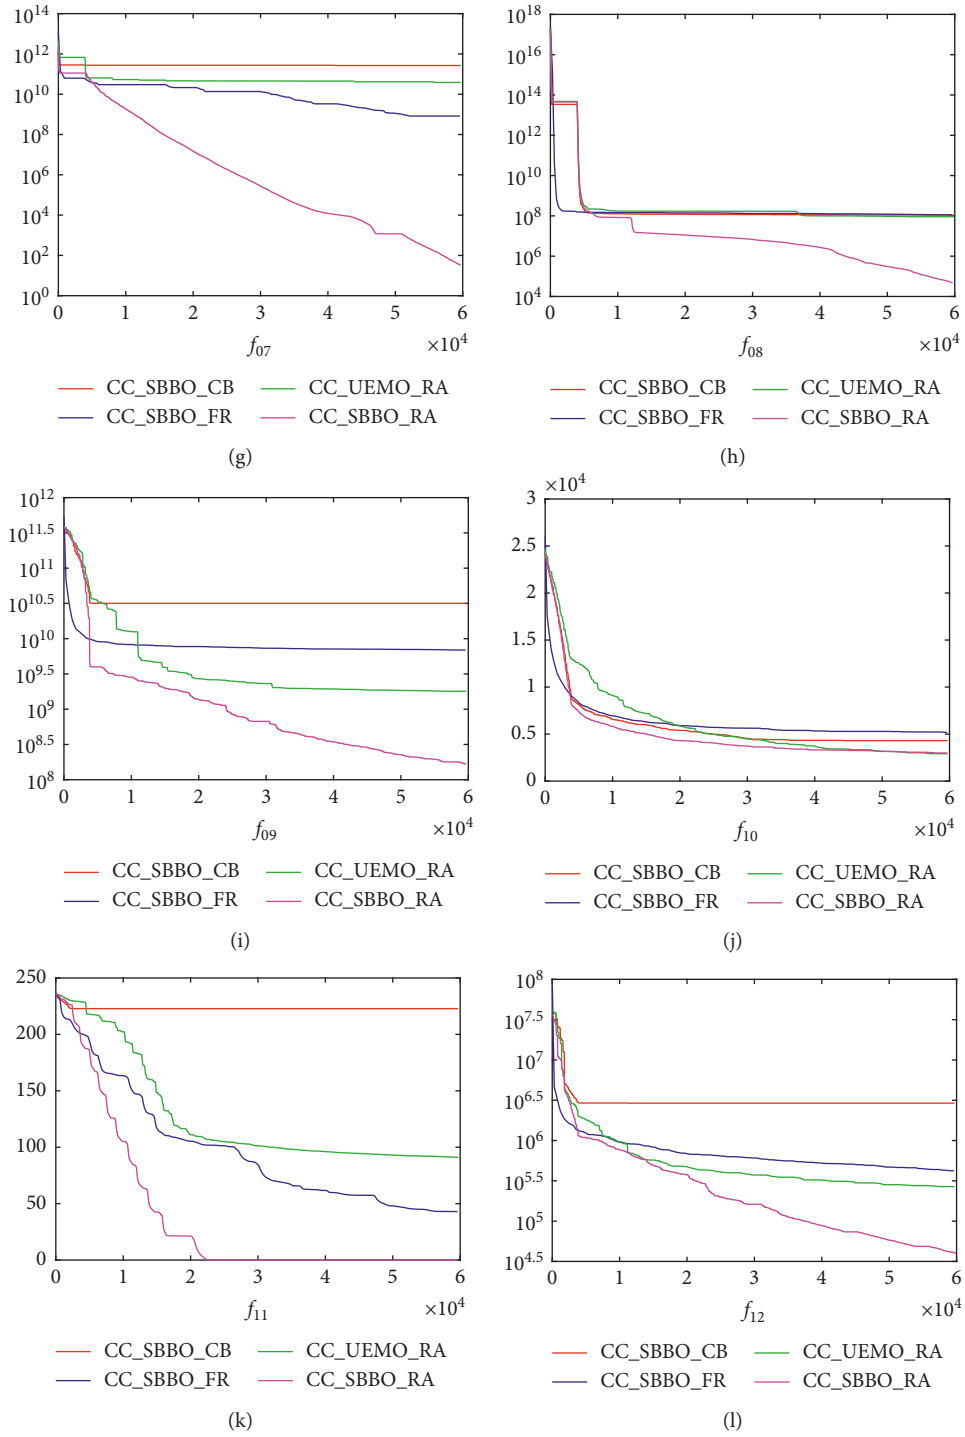 10^14
10^12
10^10
10^8
10^6
10^4
10^2
10^0
0 1 2 3 4 5 6
×10^4
f_07
CC_SBBO_CB
CC_UEMO_RA
CC_SBBO_FR
CC_SBBO_RA
(g)
10^18
10^16
10^14
10^12
10^10
10^8
10^6
10^4
0 1 2 3 4 5 6
×10^4
f_08
CC_SBBO_CB
CC_UEMO_RA
CC_SBBO_FR
CC_SBBO_RA
(h)
10^12
10^11.5
10^11
10^10.5
10^10
10^9.5
10^9
10^8.5
10^8
0 1 2 3 4 5 6
×10^4
f_09
CC_SBBO_CB
CC_UEMO_RA
CC_SBBO_FR
CC_SBBO_RA
(i)
×10^4
3
2.5
2
1.5
1
0.5
0
0 1 2 3 4 5 6
×10^4
f_10
CC_SBBO_CB
CC_UEMO_RA
CC_SBBO_FR
CC_SBBO_RA
(j)
250
200
150
100
50
0
0 1 2 3 4 5 6
×10^4
f_11
CC_SBBO_CB
CC_UEMO_RA
CC_SBBO_FR
CC_SBBO_RA
(k)
10^8
10^7.5
10^7
10^6.5
10^6
10^5.5
10^5
10^4.5
0 1 2 3 4 5 6
×10^4
f_12
CC_SBBO_CB
CC_UEMO_RA
CC_SBBO_FR
CC_SBBO_RA
(l)